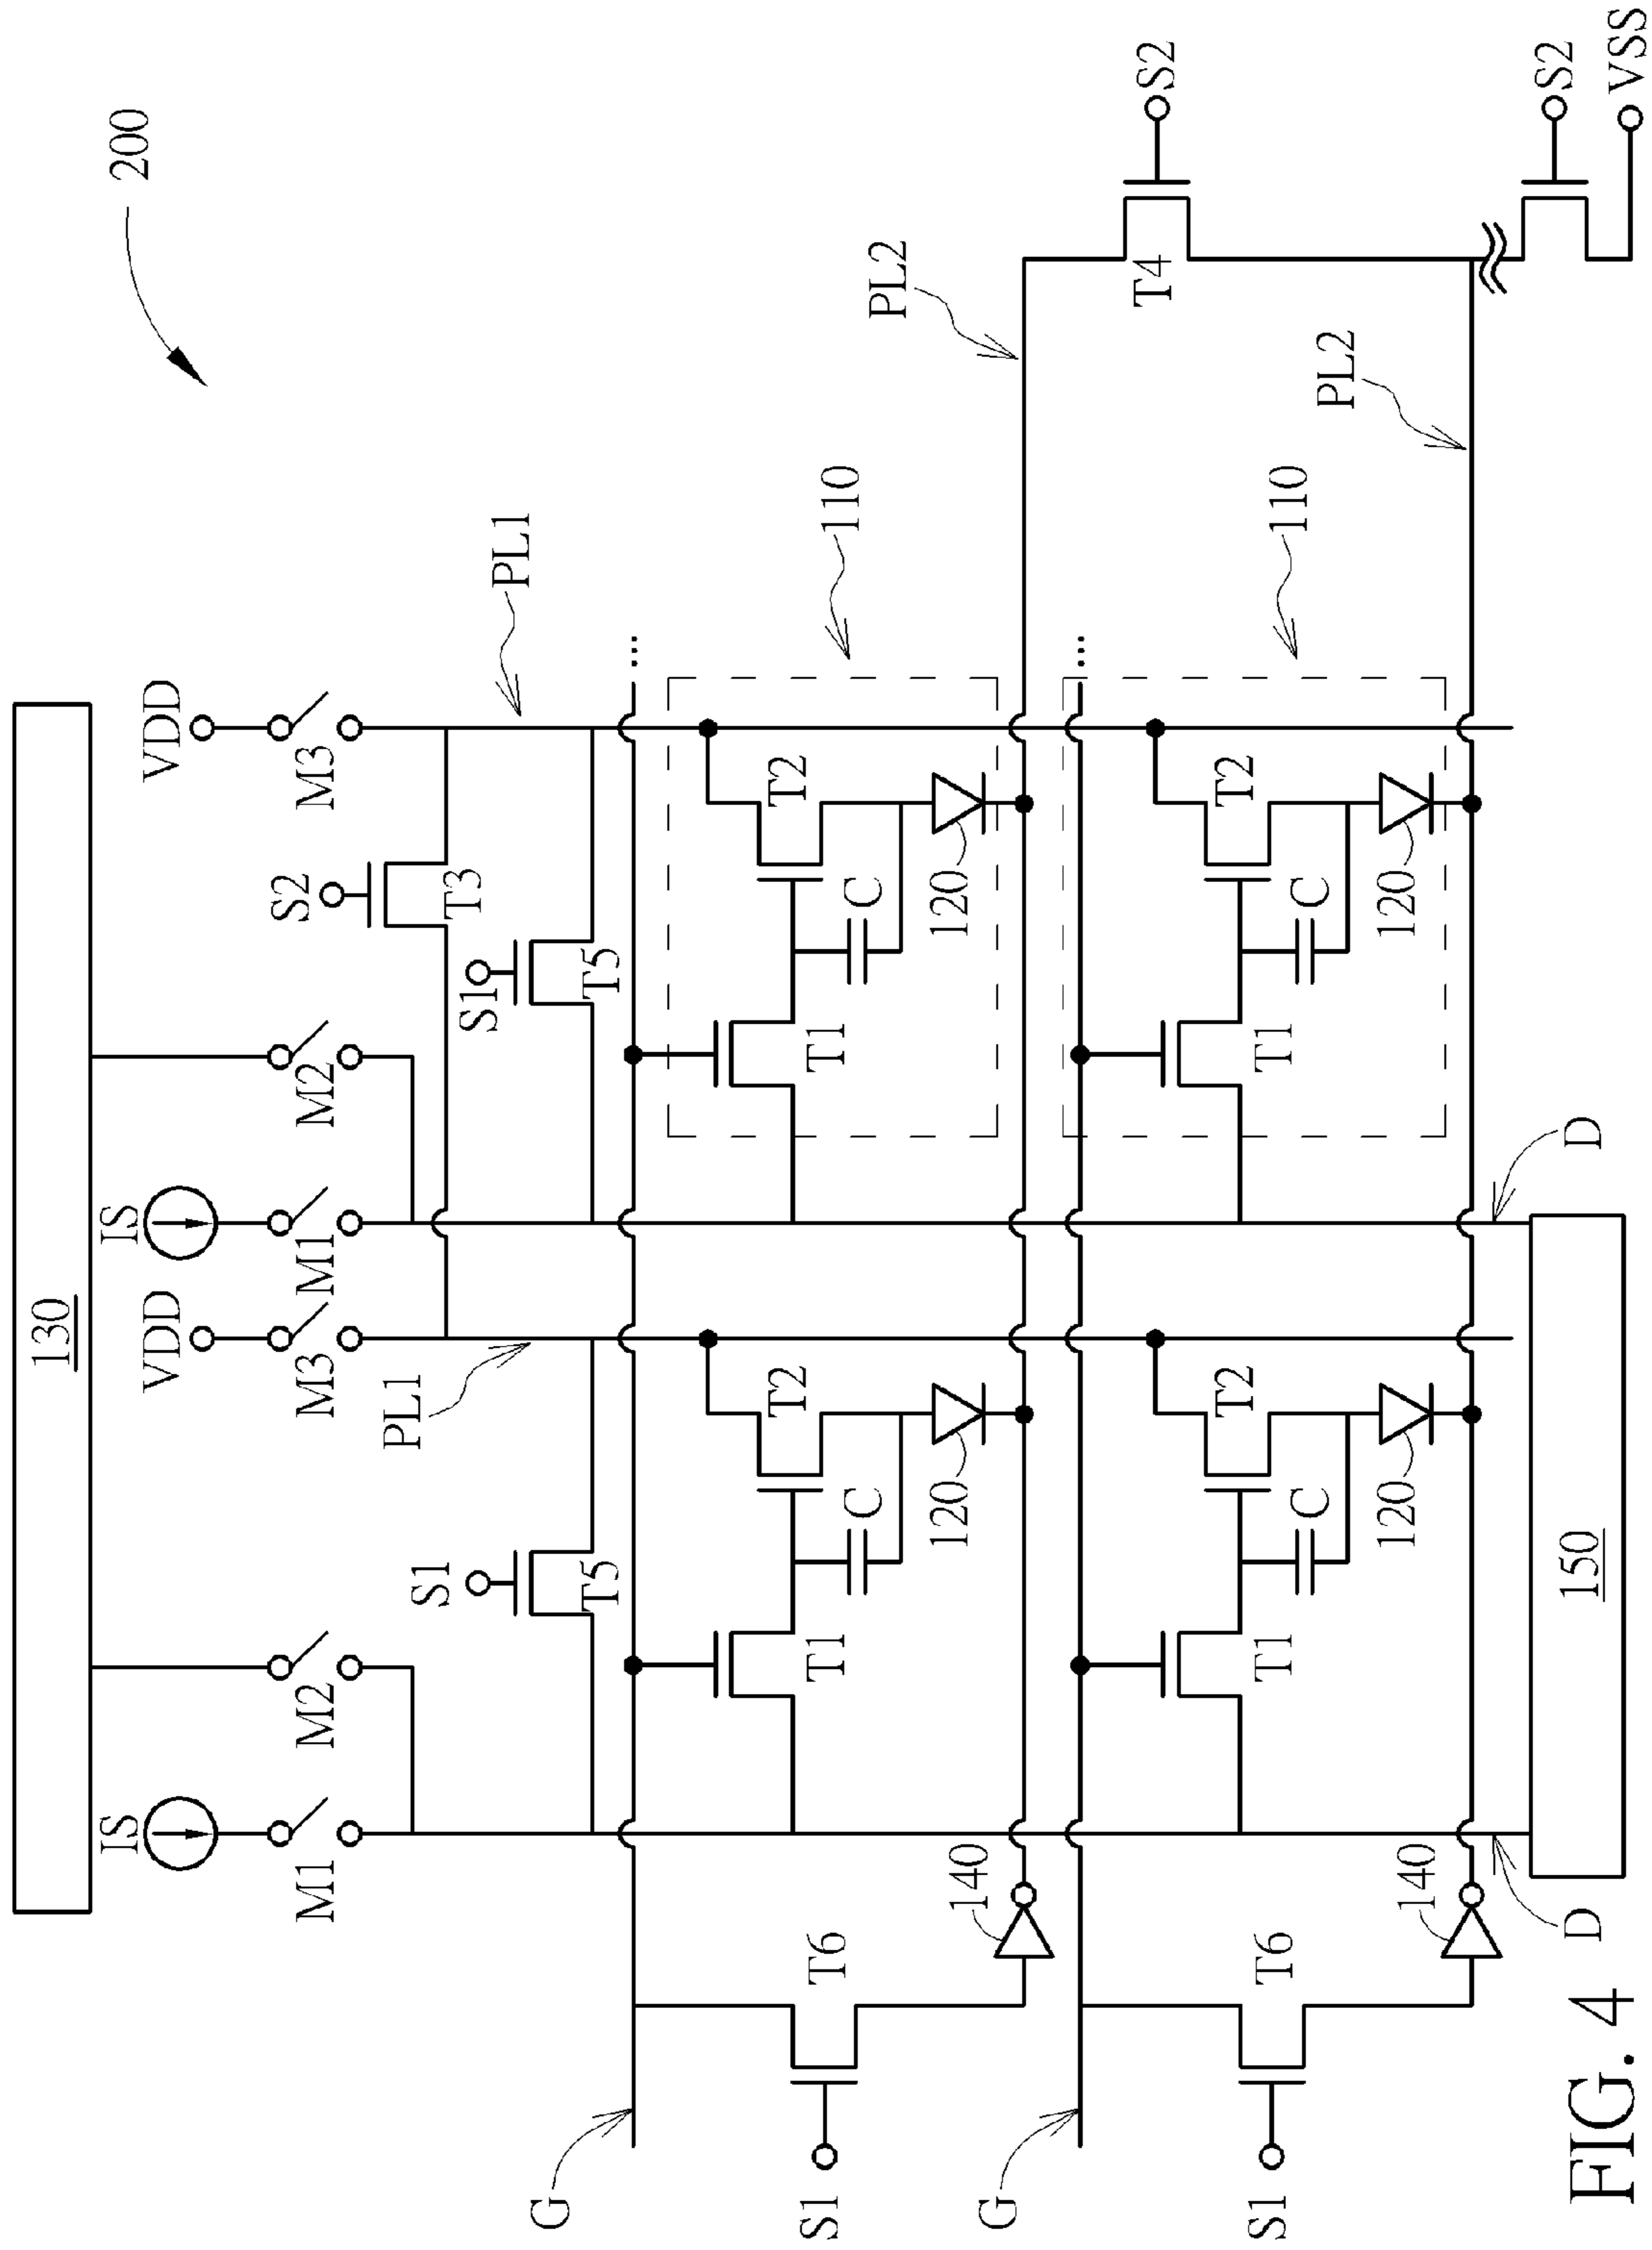 130
IS
IS
200
VDD
VDD
S2
M1
M2
M3
M1
M2
M3
PL1
S1
T3
S1
PL1
G
T5
T5
S1
T6
T1
T2
C
T1
T2
C
110
PL2
140
120
120
G
T4
S2
S1
T6
T1
T2
C
T1
T2
C
110
PL2
140
120
120
S2
D
150
D
VSS
FIG. 4